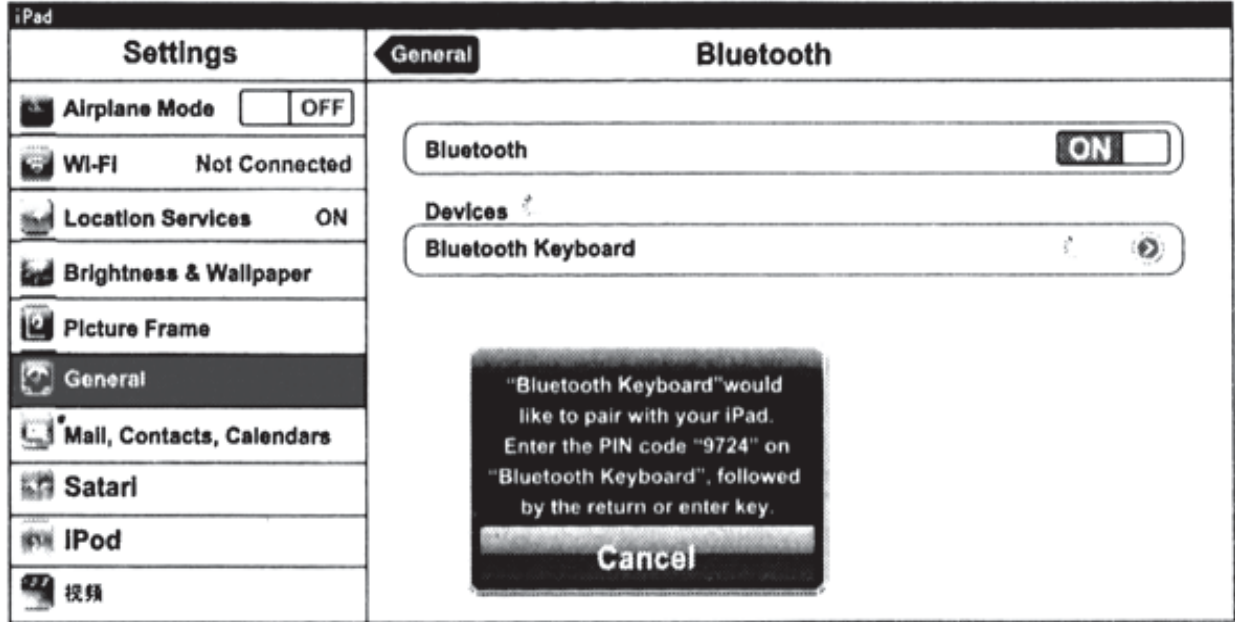 iPad
Settings
Airplane Mode OFF
Wi-Fi Not Connected
Location Services ON
Brightness & Wallpaper
Picture Frame
General
Mail, Contacts, Calendars
Satari
iPod
视频
General Bluetooth
Bluetooth ON
Devices
Bluetooth Keyboard
"Bluetooth Keyboard"would
like to pair with your iPad.
Enter the PIN code "9724" on
"Bluetooth Keyboard", followed
by the return or enter key.
Cancel